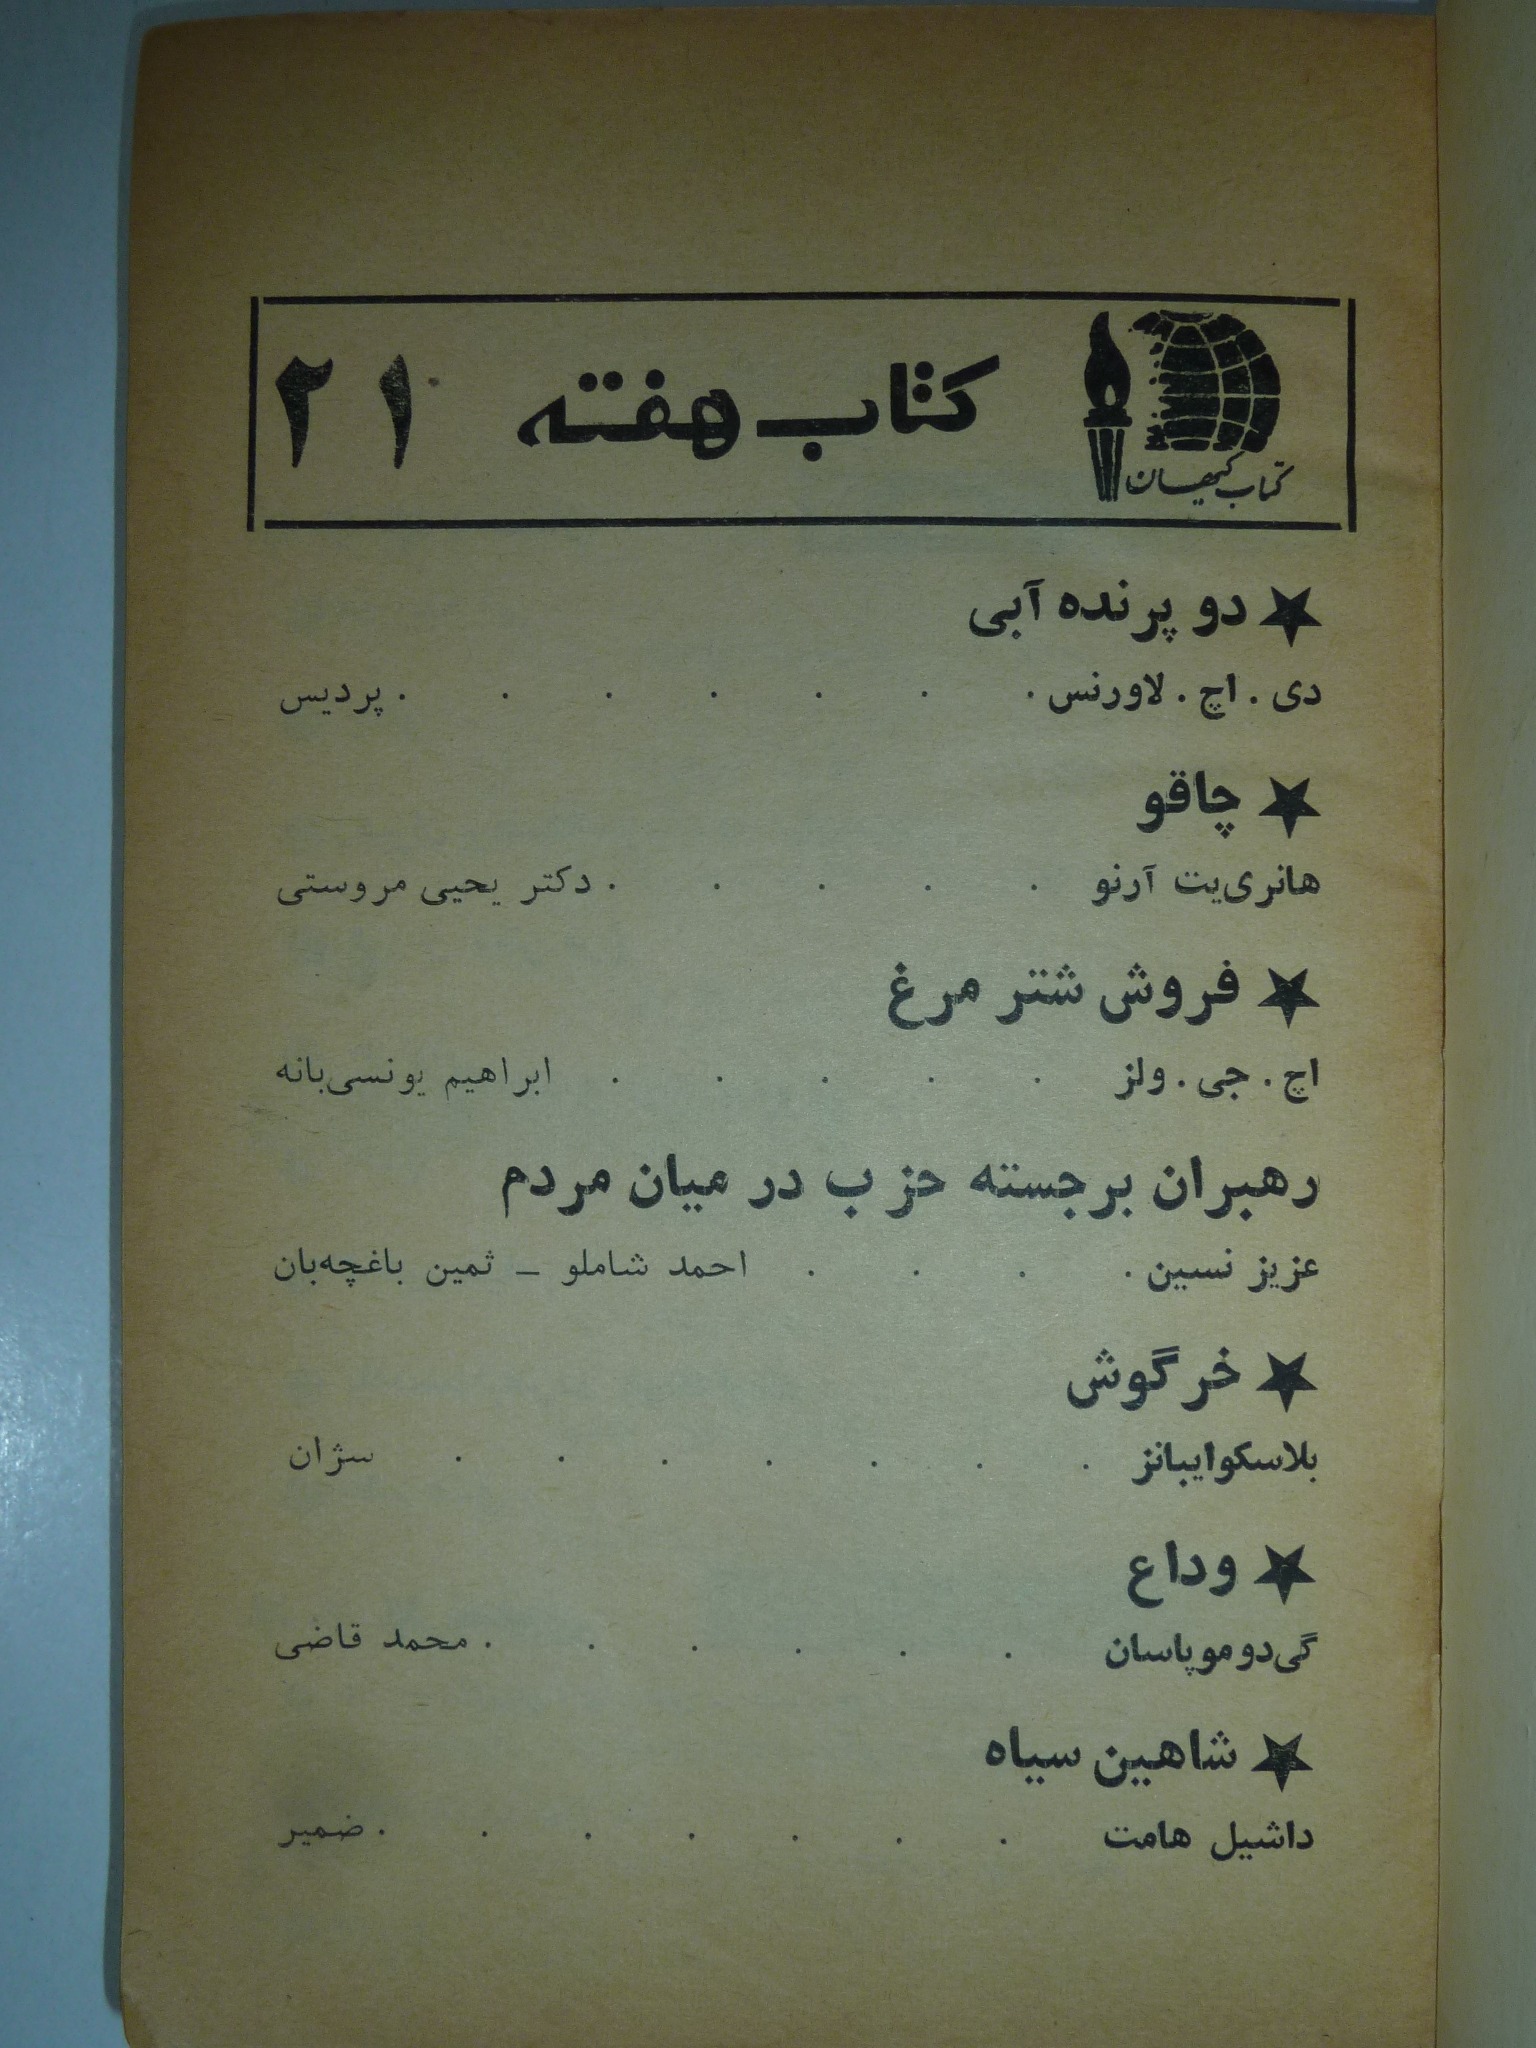 کتاب هفته ۲۱
کتاب کیهان
دو پرنده آبی
دی . اچ . لاورنس . . . . . . . پردیس
چاقو
هانری‌یت آرنو . . . . . دکتر یحیی مروستی
فروش شتر مرغ
اچ . جی . ولز . . . . . ابراهیم یونسی‌بانه
رهبران برجسته حزب در میان مردم
عزیز نسین . . . . احمد شاملو – ثمین باغچه‌بان
خرگوش
بلاسکوایبانز . . . . . . . سژان
وداع
گی‌دو موپاسان . . . . . . محمد قاضی
شاهین سیاه
داشیل هامت . . . . . . . ضمیر